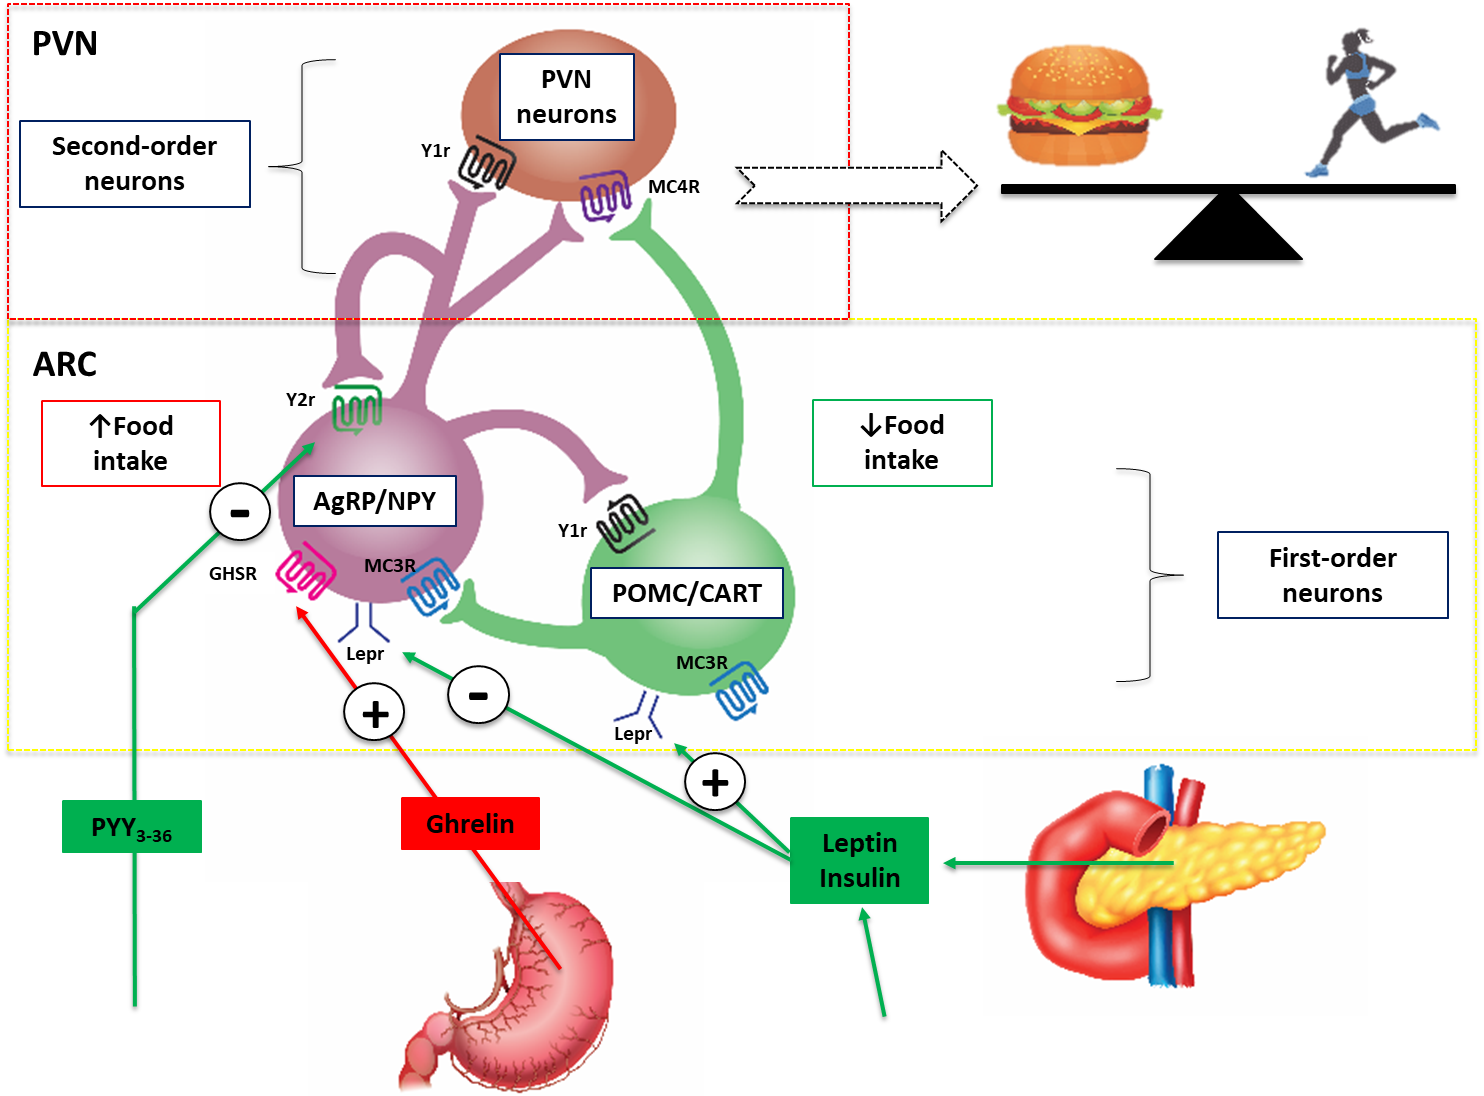 PVN
PVN
neurons
Second-order
neurons
Y1r
MC4R
ARC
↑Food
intake
Y2r
↓Food
intake
AgRP/NPY
Y1r
First-order
neurons
GHSR
MC3R
POMC/CART
Lepr
MC3R
-
-
+
Lepr
+
PYY3-36
Ghrelin
Leptin
Insulin